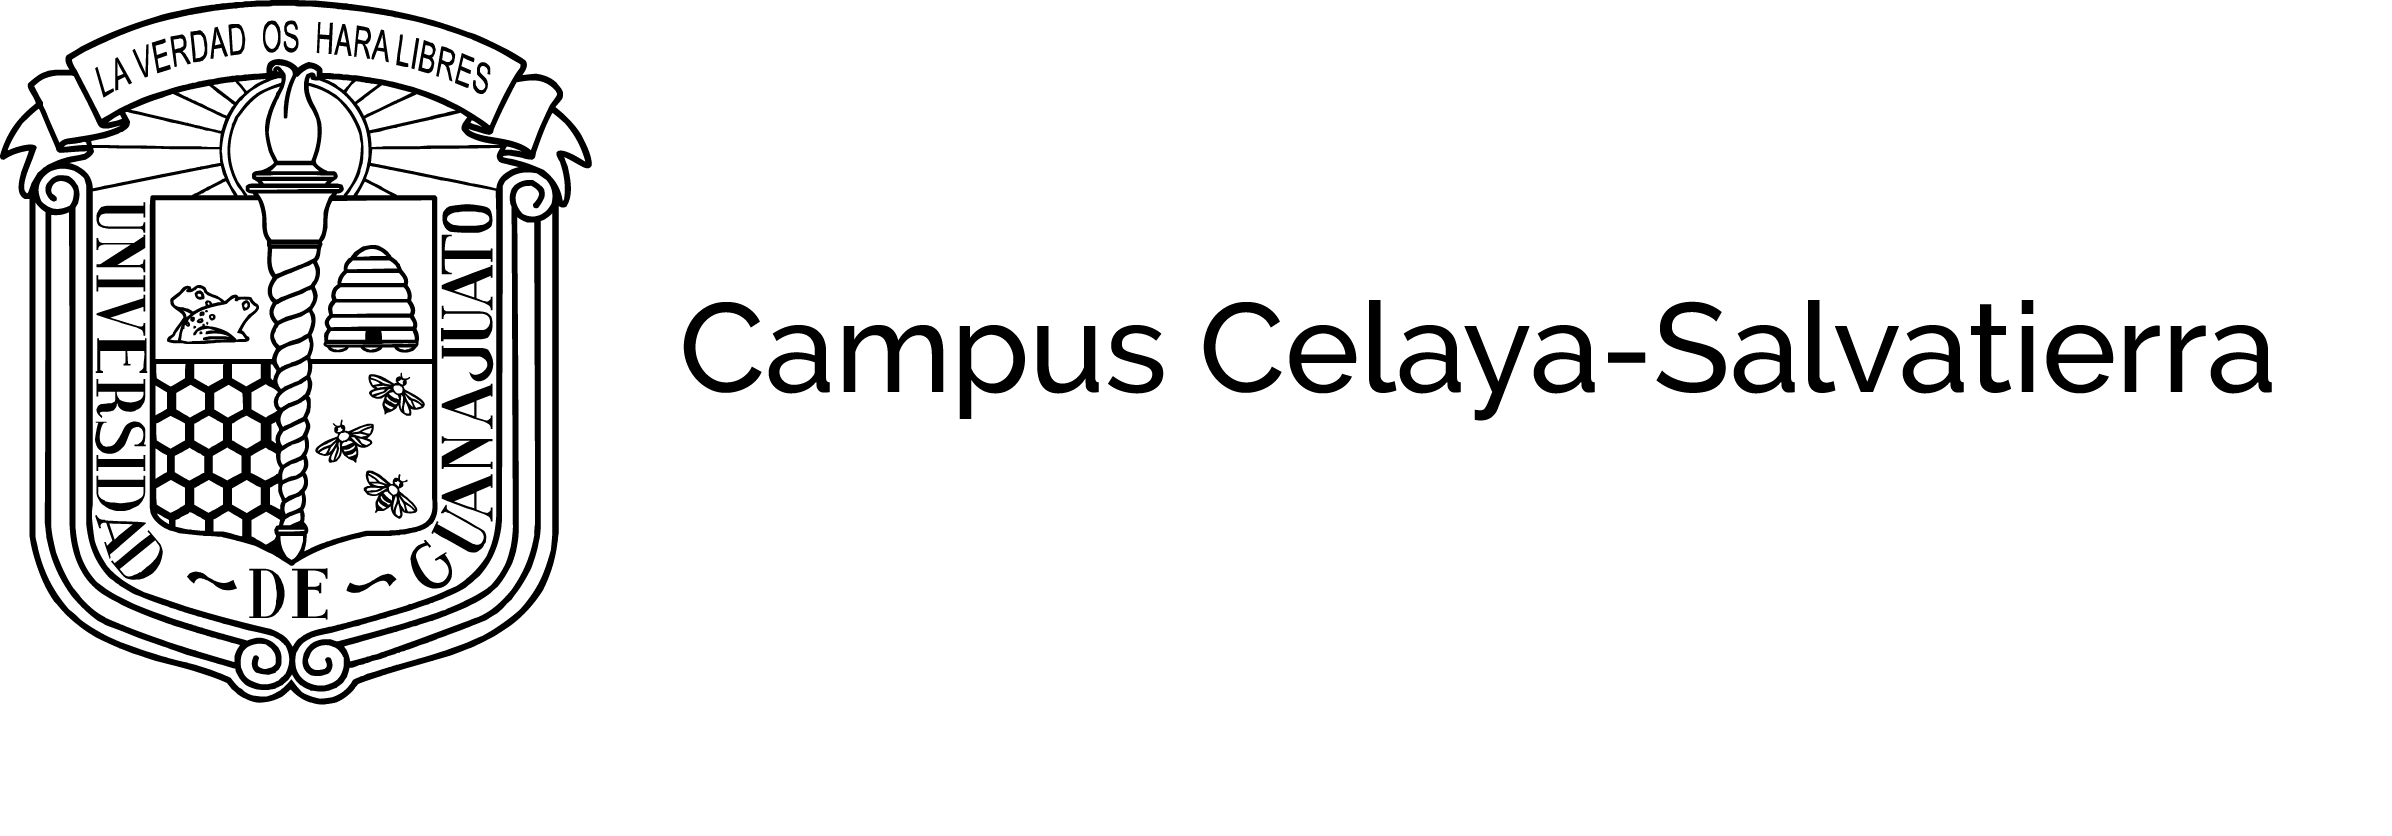 LA VERDAD OS HARA LIBRES
UNIVERSIDAD
DE
GUANAJUATO
Campus Celaya-Salvatierra